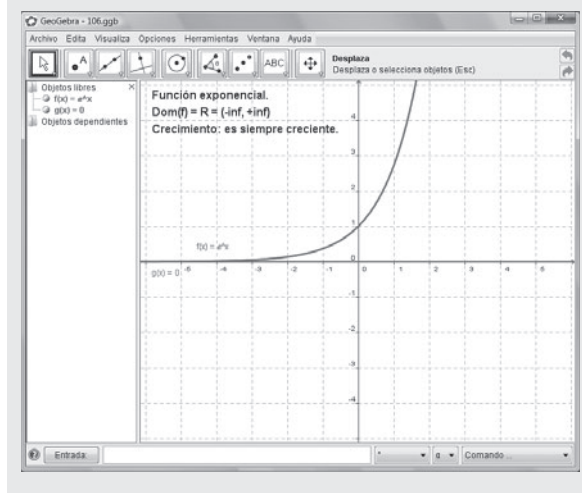 GeoGebra - 106.ggb
Archivo Edita Visualiza Opciones Herramientas Ventana Ayuda
A
ABC
Desplaza
Desplaza o selecciona objetos (Esc)
Objetos libres
f(x) = e^x
g(x) = 0
Objetos dependientes
Función exponencial.
Dom(f) = R = (-inf, +inf)
Crecimiento: es siempre creciente.
4
3
2
1
f(x) = e^x
0
g(x) = 0
-5 -4 -3 -2 -1 0 1 2 3 4 5
-1
-2
-3
-4
Entrada:
° α Comando ...